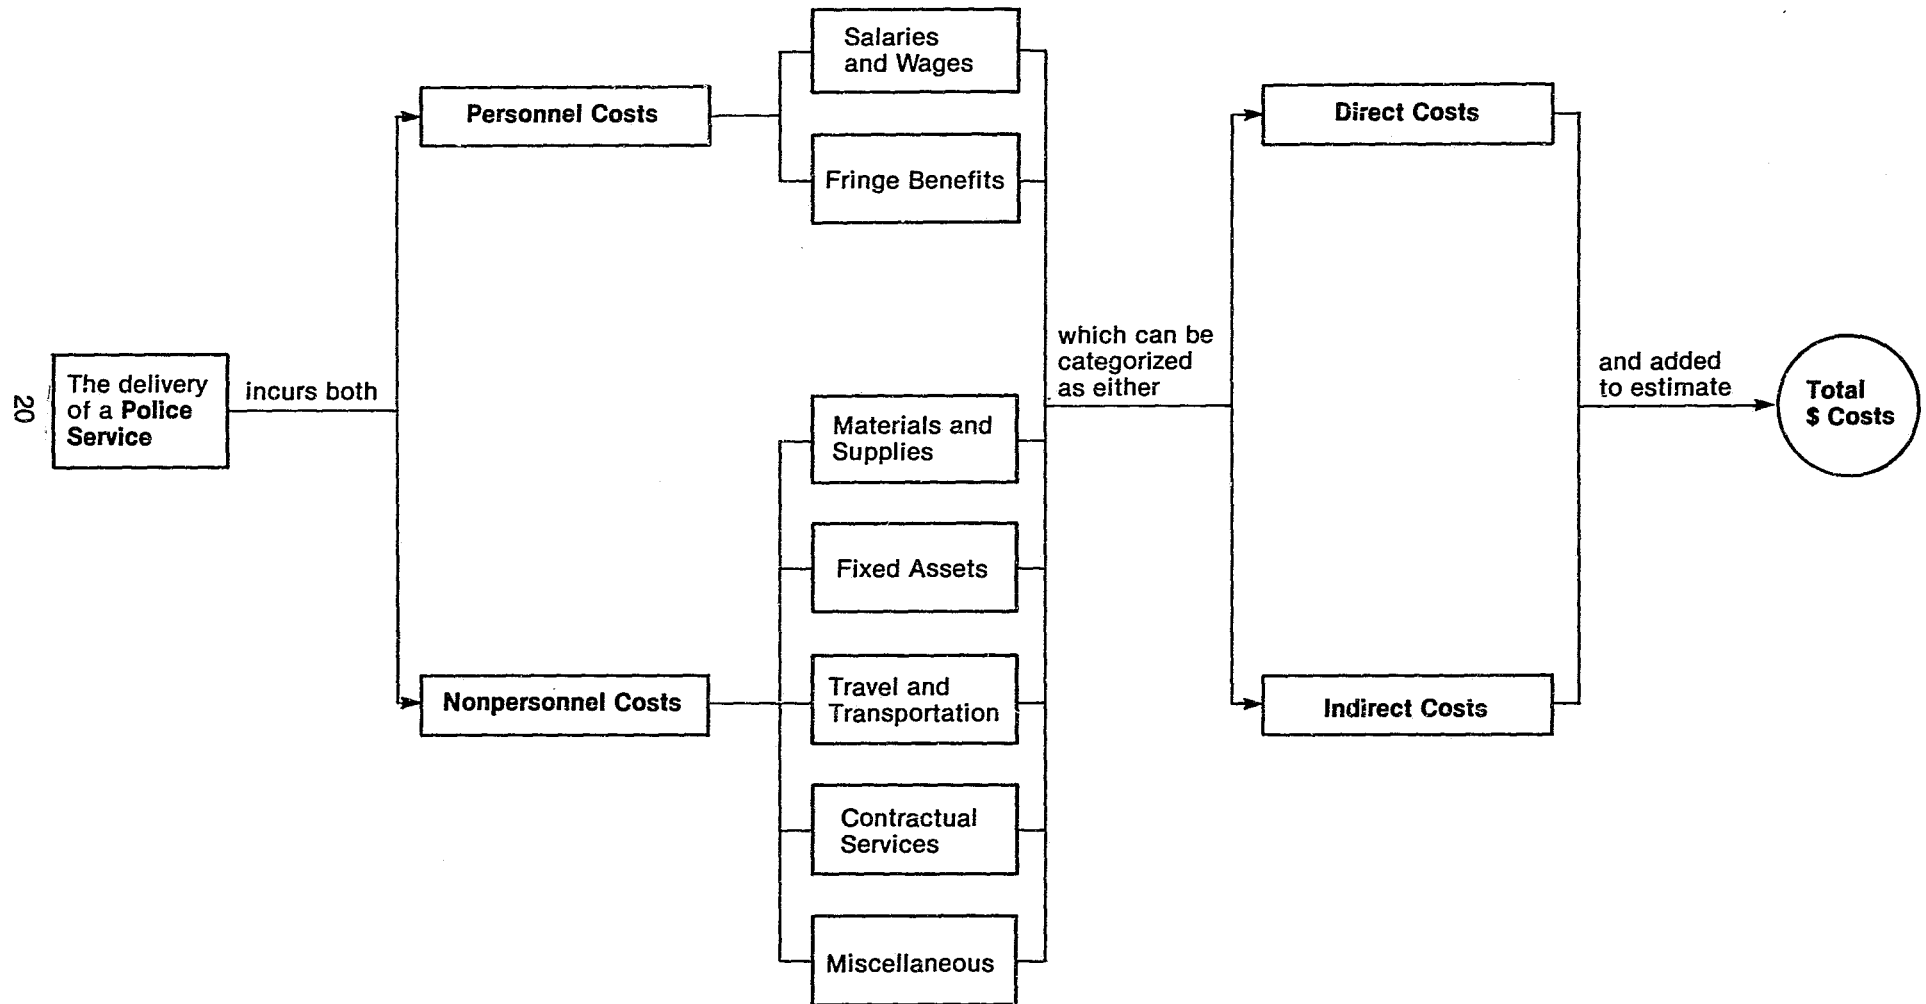 Salaries
and Wages
Personnel Costs
Direct Costs
Fringe Benefits
which can be
categorized
as either
and added
to estimate
Total
$ Costs
The delivery
of a Police
Service
incurs both
20
Materials and
Supplies
Fixed Assets
Travel and
Transportation
Nonpersonnel Costs
Indirect Costs
Contractual
Services
Miscellaneous